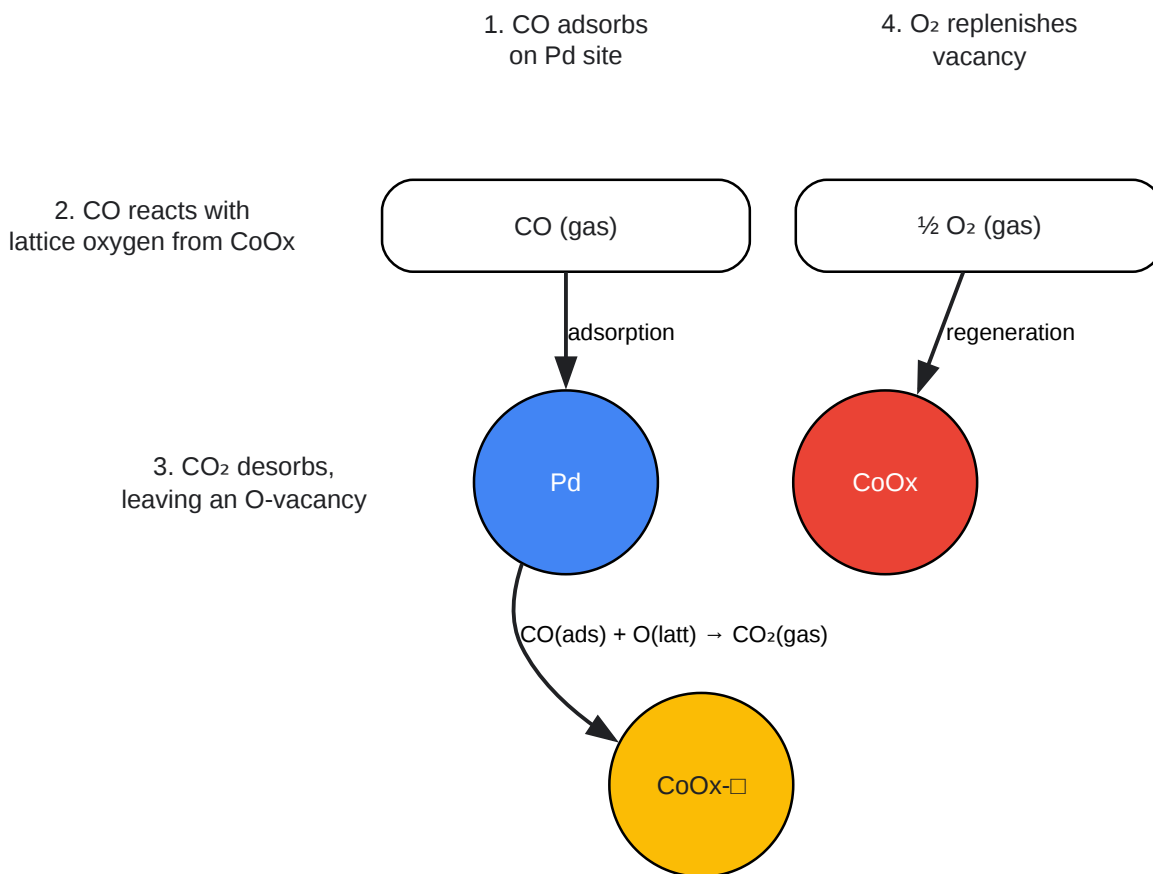 1. CO adsorbs
on Pd site
4. O₂ replenishes
vacancy
2. CO reacts with
lattice oxygen from CoOx
CO (gas)
½ O₂ (gas)
adsorption
regeneration
3. CO₂ desorbs,
leaving an O-vacancy
Pd
CoOx
CO(ads) + O(latt) → CO₂(gas)
CoOx-□